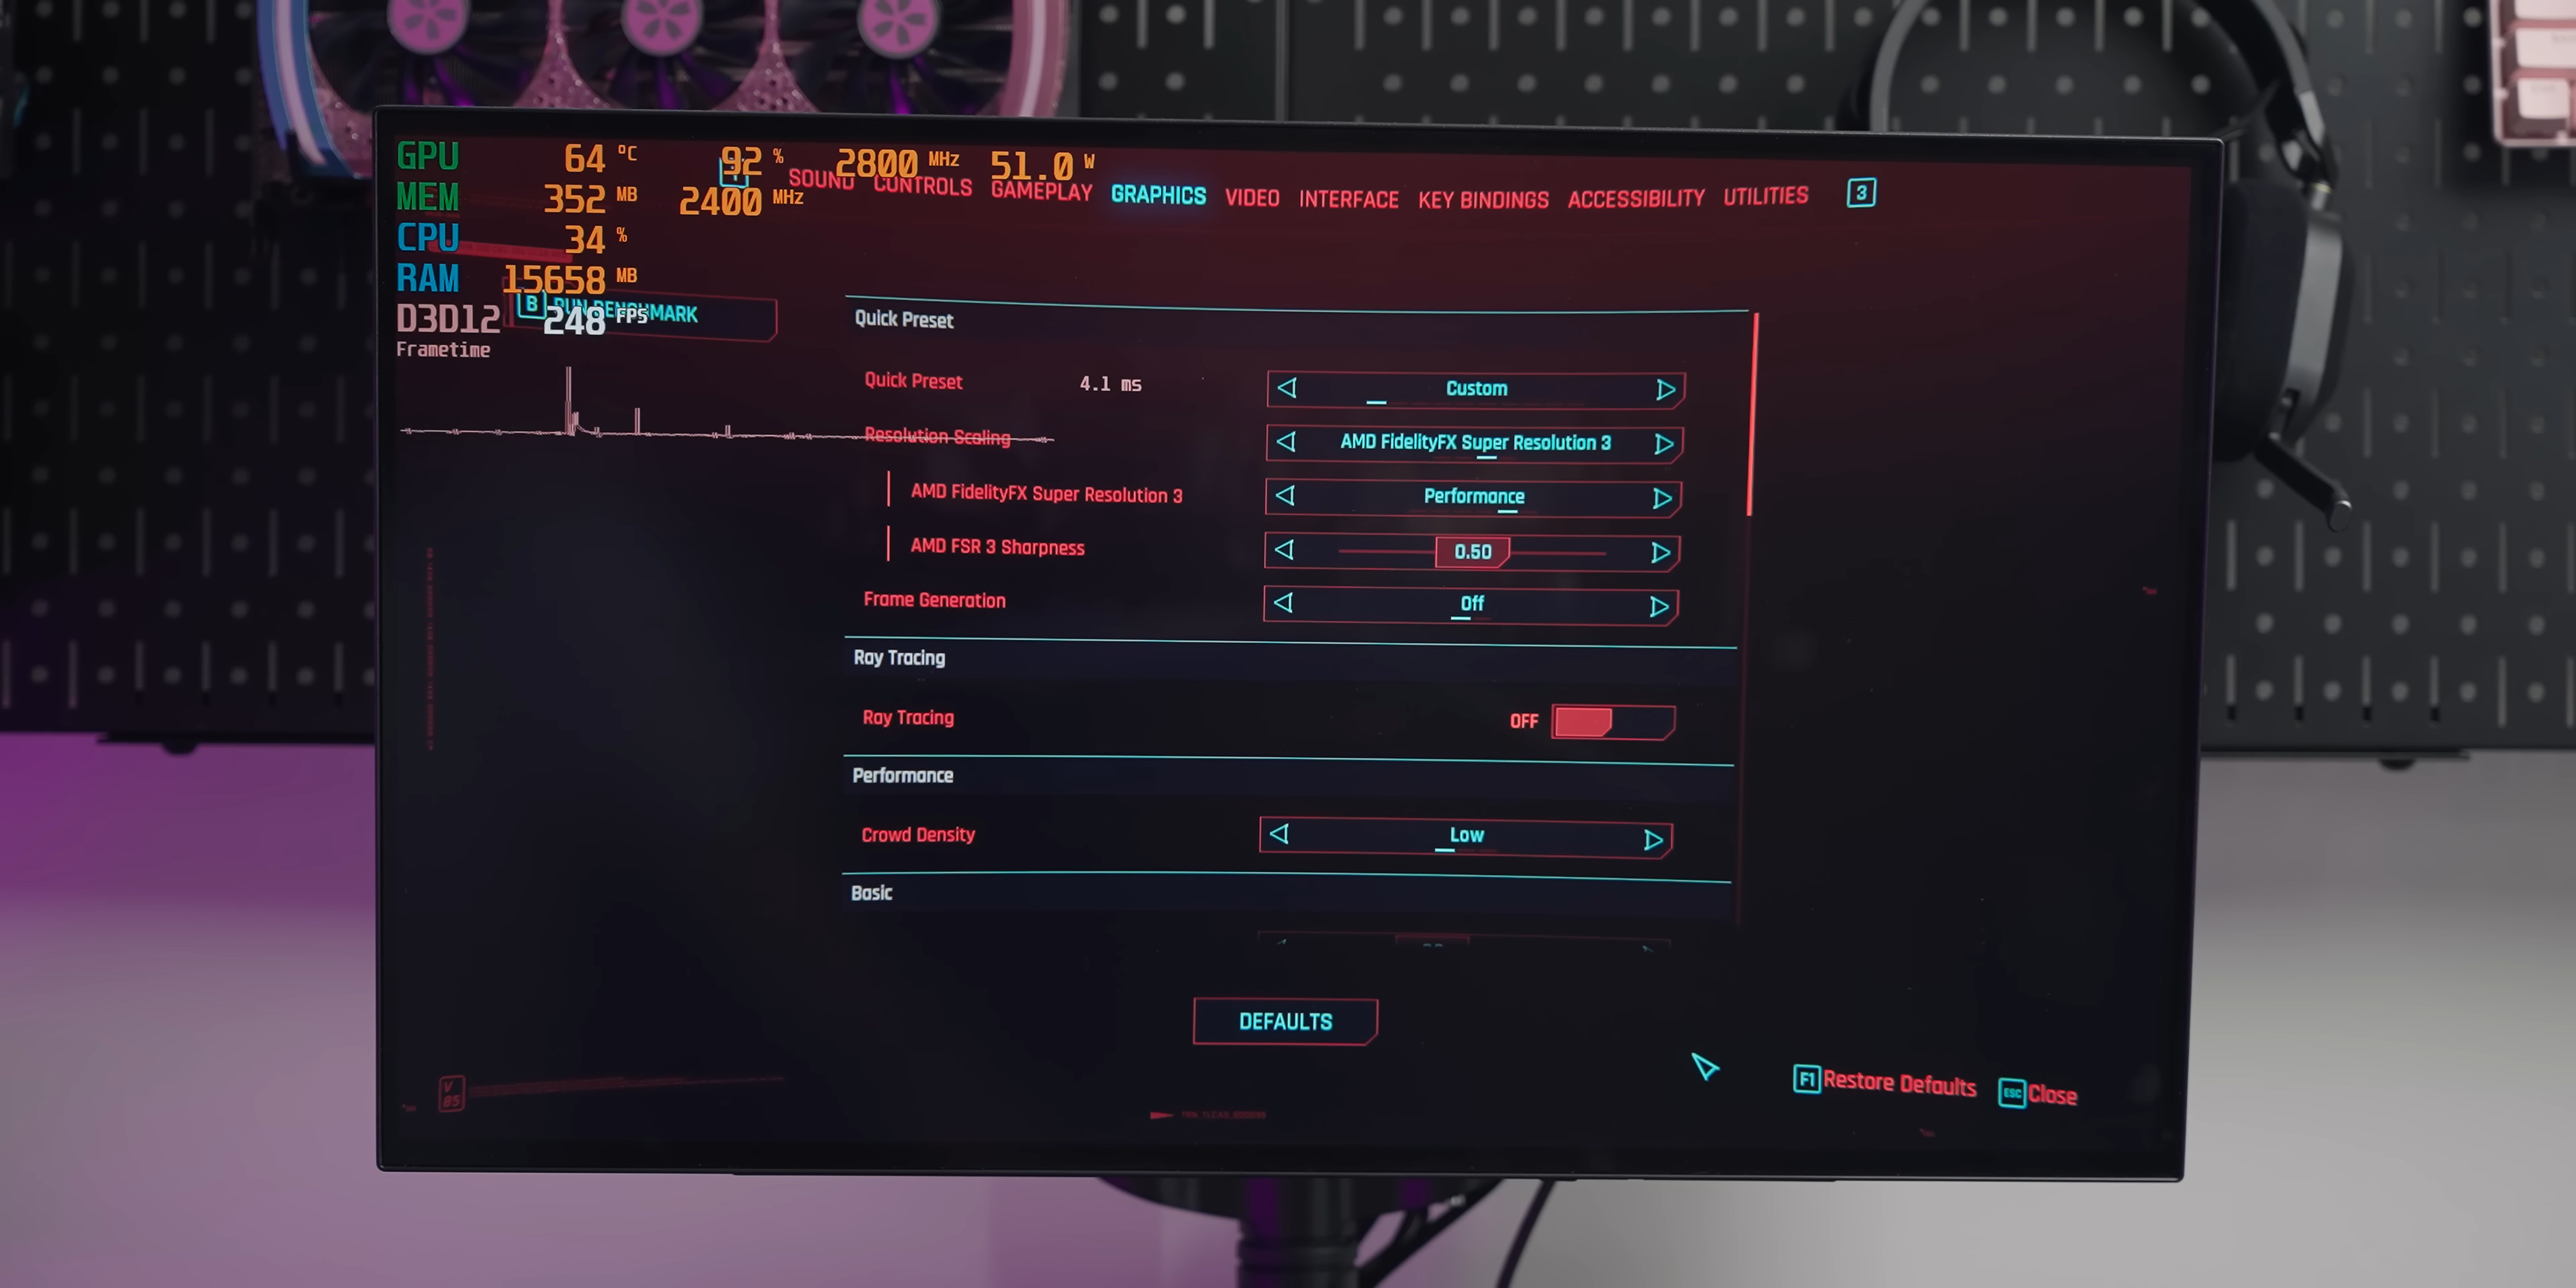 GPU 64 °C 92 % 2800 MHz 51.0 W
MEM 352 MB 2400 MHz
SOUND CONTROLS GAMEPLAY GRAPHICS VIDEO INTERFACE KEY BINDINGS ACCESSIBILITY UTILITIES 3
CPU 34 %
RAM 15658 MB
B RUN BENCHMARK
D3D12 248 FPS
Frametime
4.1 ms
Quick Preset
Quick Preset Custom
Resolution Scaling AMD FidelityFX Super Resolution 3
AMD FidelityFX Super Resolution 3 Performance
AMD FSR 3 Sharpness 0.50
Frame Generation Off
Ray Tracing
Ray Tracing OFF
Performance
Crowd Density Low
Basic
DEFAULTS
F1 Restore Defaults ESC Close
V
85